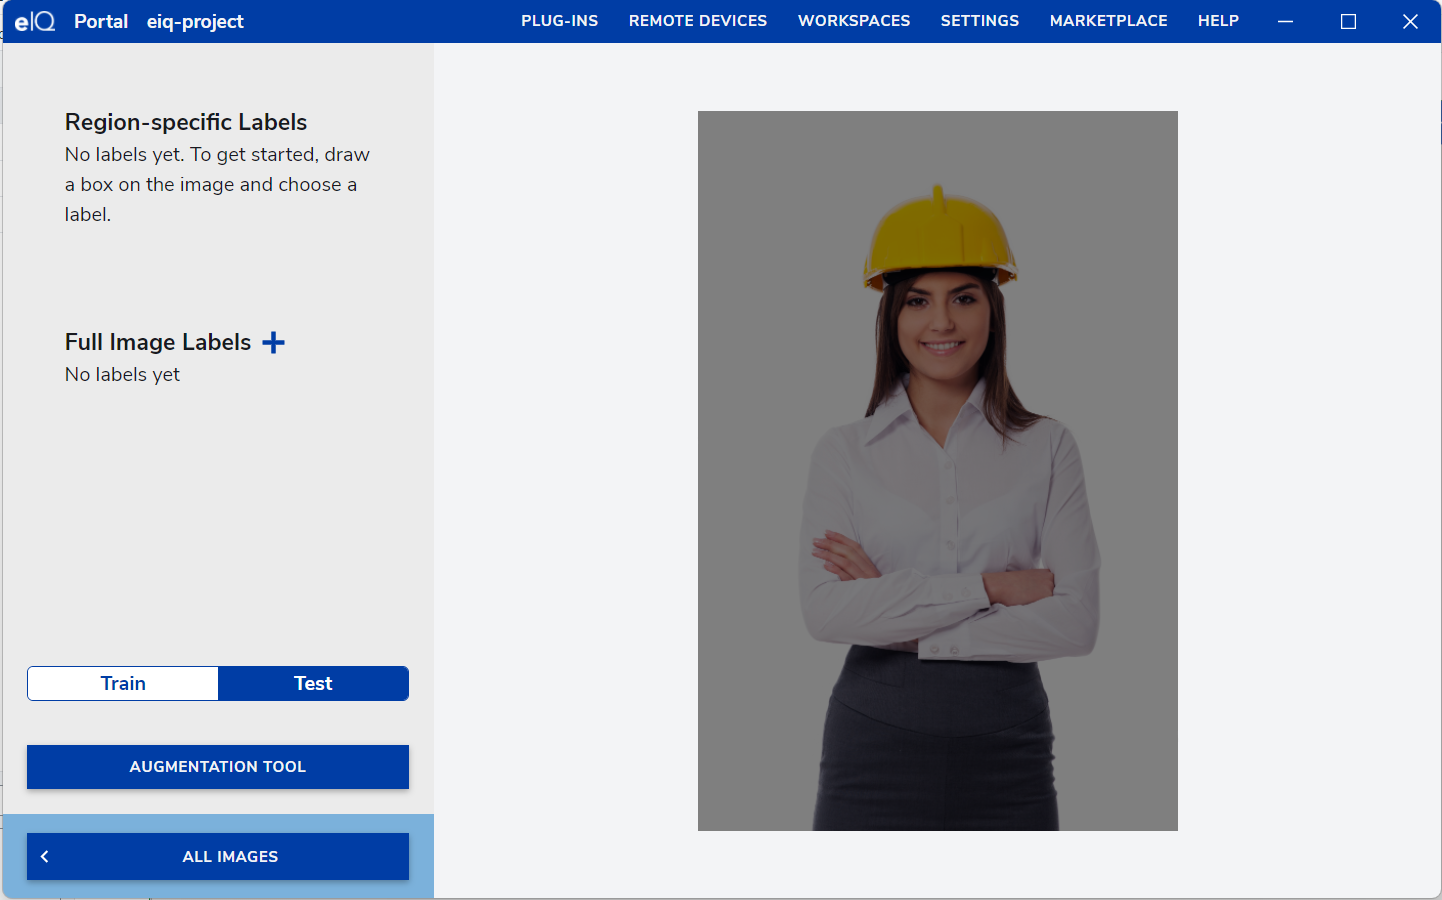 eIQ Portal eiq-project PLUG-INS REMOTE DEVICES WORKSPACES SETTINGS MARKETPLACE HELP
Region-specific Labels
No labels yet. To get started, draw
a box on the image and choose a
label.
Full Image Labels
No labels yet
Train Test
AUGMENTATION TOOL
ALL IMAGES